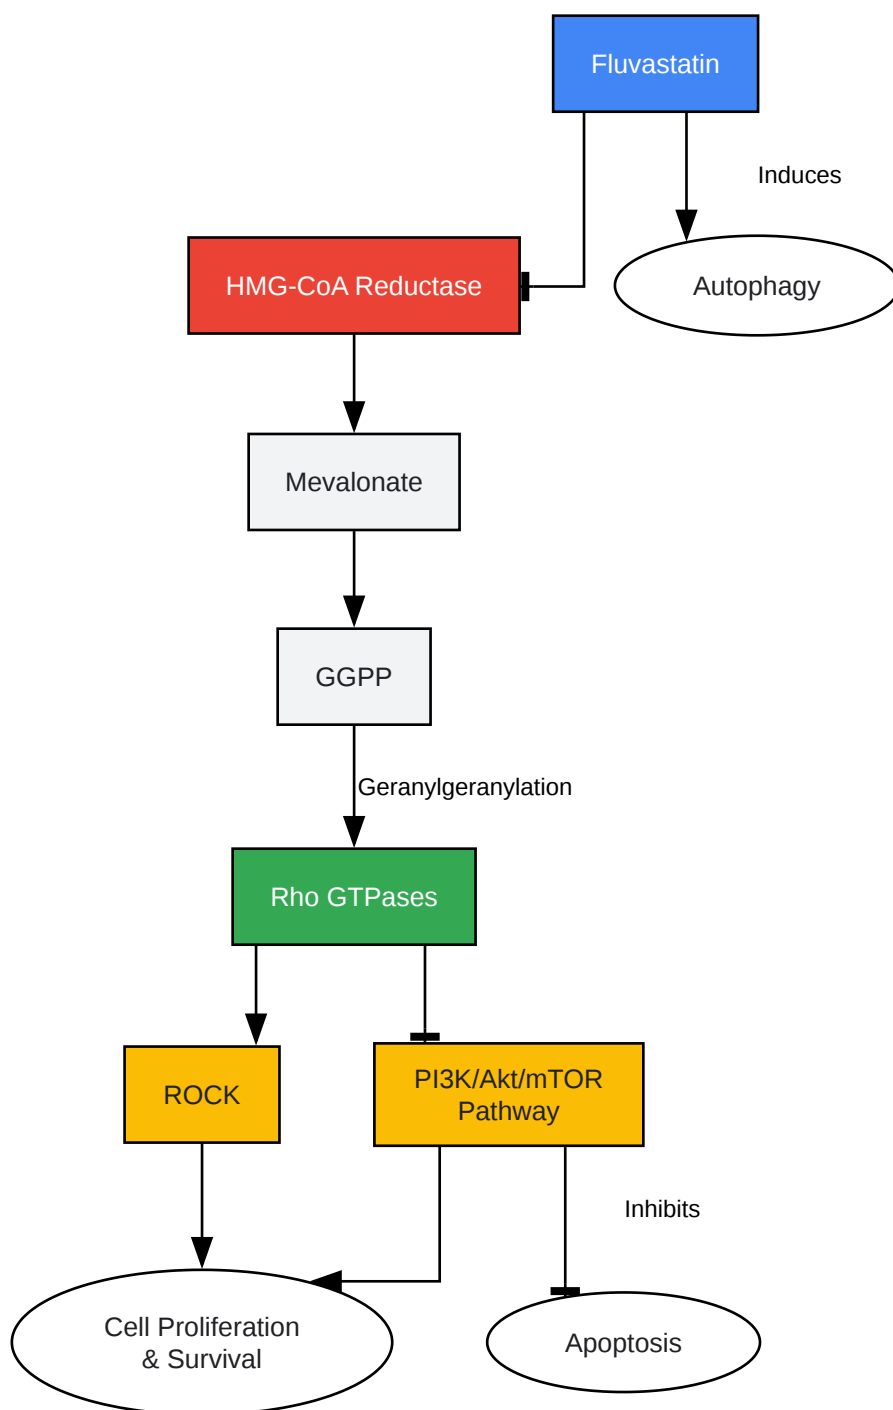 Fluvastatin
Induces
HMG-CoA Reductase
Autophagy
Mevalonate
GGPP
Geranylgeranylation
Rho GTPases
ROCK
PI3K/Akt/mTOR
Pathway
Inhibits
Cell Proliferation
& Survival
Apoptosis